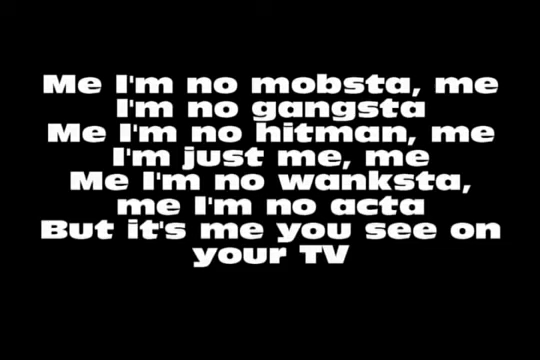 Me I'm no mobsta, me
I'm no gangsta
Me I'm no hitman, me
I'm just me, me
Me I'm no wanksta,
me I'm no acta
But it's me you see on
your TV